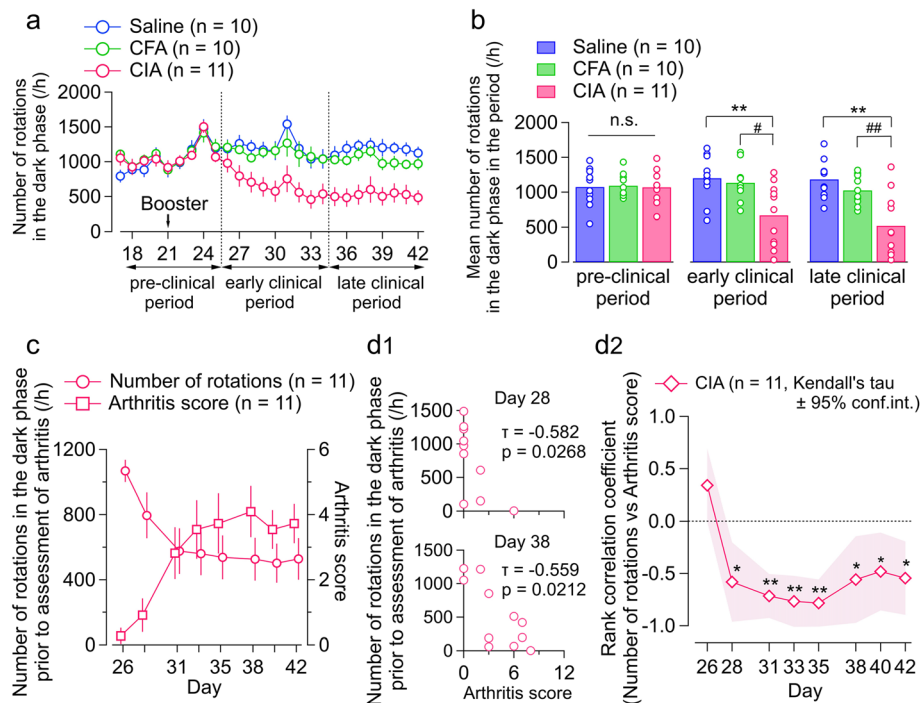 a
Saline (n = 10)
CFA (n = 10)
CIA (n = 11)
Number of rotations
in the dark phase
(/h)
2000
1500
1000
500
0
Booster
18 21 24 27 30 33 36 39 42
pre-clinical
period
early clinical
period
late clinical
period
b
Saline (n = 10)
CFA (n = 10)
CIA (n = 11)
Mean number of rotations
in the dark phase in the period (/h)
2000
1500
1000
500
0
n.s.
**
#
**
##
pre-clinical
period
early clinical
period
late clinical
period
c
Number of rotations (n = 11)
Arthritis score (n = 11)
Number of rotations in the dark phase
prior to assessment of arthritis (/h)
1200
800
400
0
6
4
2
0
Arthritis score
26 28 31 35 38 42
Day
d1
Number of rotations in the dark phase
prior to assessment of arthritis (/h)
Day 28
1500
1000
500
0
τ = -0.582
p = 0.0268
Day 38
1500
1000
500
0
τ = -0.559
p = 0.0212
0 6 12
Arthritis score
d2
CIA (n = 11, Kendall's tau
± 95% conf.int.)
Rank correlation coefficient
(Number of rotations vs Arthritis score)
1.0
0.5
0.0
-0.5
-1.0
* ** ** ** * * *
26 28 31 33 35 38 40 42
Day